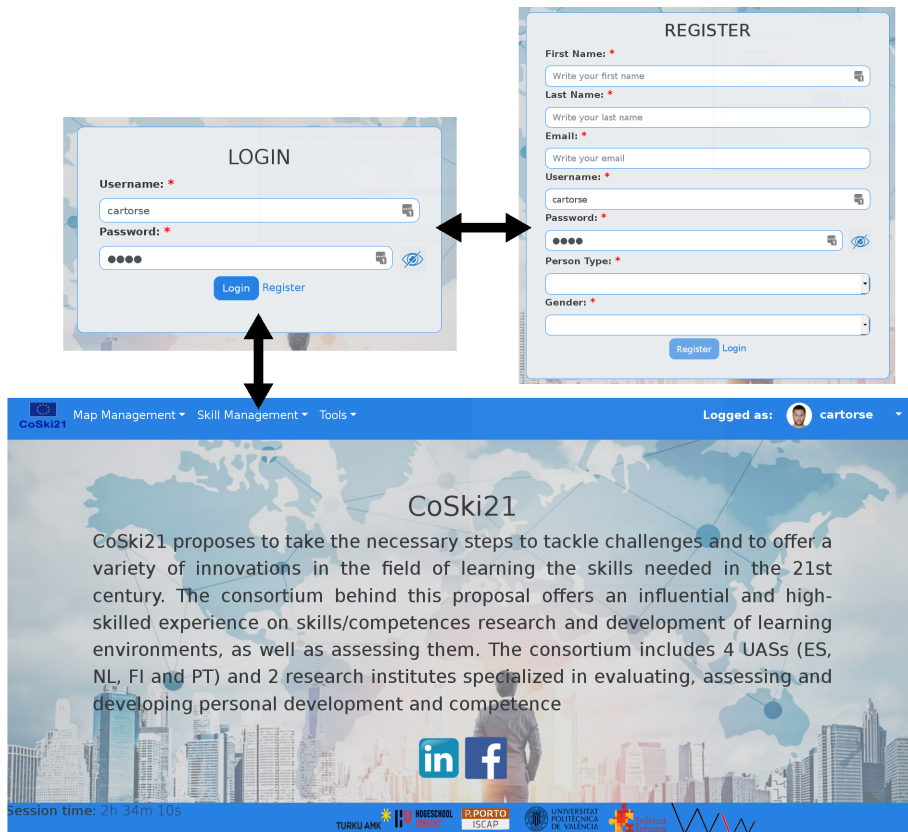 REGISTER
First Name: *
Write your first name
Last Name: *
Write your last name
Email: *
Write your email
Username: *
cartorse
Password: *
Person Type: *
Gender: *
Register Login
LOGIN
Username: *
cartorse
Password: *
Login Register
CoSki21
Map Management Skill Management Tools
Logged as: cartorse
CoSki21
CoSki21 proposes to take the necessary steps to tackle challenges and to offer a
variety of innovations in the field of learning the skills needed in the 21st
century. The consortium behind this proposal offers an influential and high-
skilled experience on skills/competences research and development of learning
environments, as well as assessing them. The consortium includes 4 UASs (ES,
NL, FI and PT) and 2 research institutes specialized in evaluating, assessing and
developing personal development and competence
in f
Session time: 2h 34m 10s
TURKU AMK
HOGESCHOOL
P.PORTO
ISCAP
UNIVERSITAT
POLITÈCNICA
DE VALÈNCIA
Institut